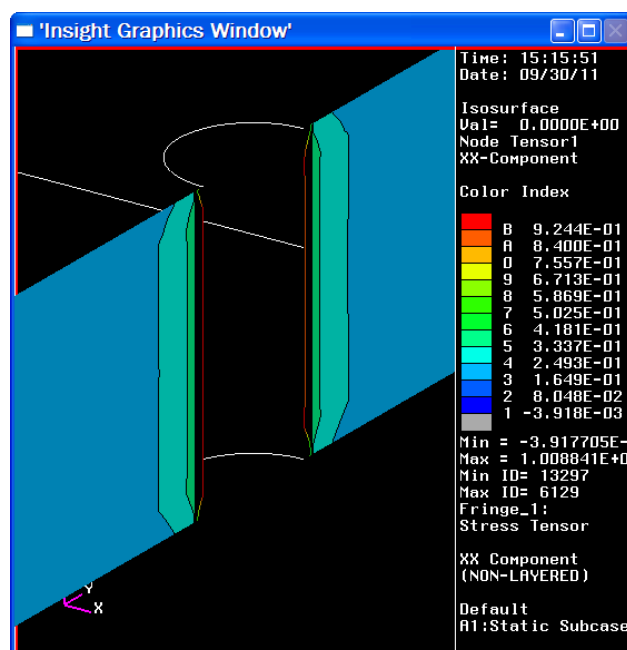 'Insight Graphics Window'
Time: 15:15:51
Date: 09/30/11
Isosurface
Val= 0.0000E+00
Node Tensor1
XX-Component
Color Index
B 9.244E-01
A 8.400E-01
0 7.557E-01
9 6.713E-01
8 5.869E-01
7 5.025E-01
6 4.181E-01
5 3.337E-01
4 2.493E-01
3 1.649E-01
2 8.048E-02
1 -3.918E-03
Min = -3.917705E-
Max = 1.008841E+0
Min ID= 13297
Max ID= 6129
Fringe_1:
Stress Tensor
XX Component
(NON-LAYERED)
Default
A1:Static Subcase
Y
X